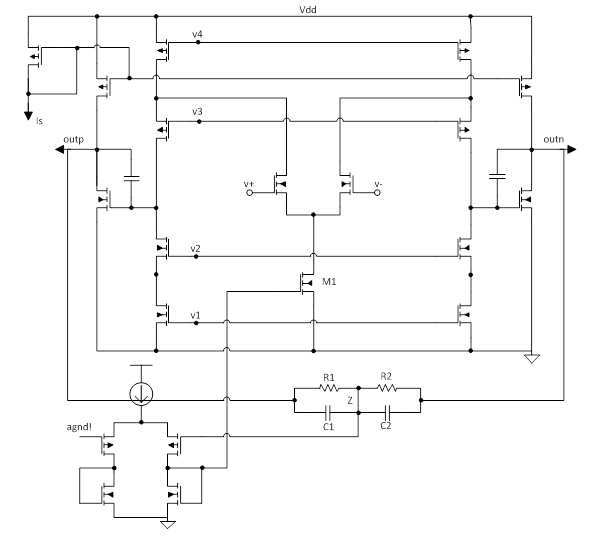 Vdd
v4
Is
v3
outp
outn
v+
v-
v2
M1
v1
R1
R2
Z
C1
C2
agnd!